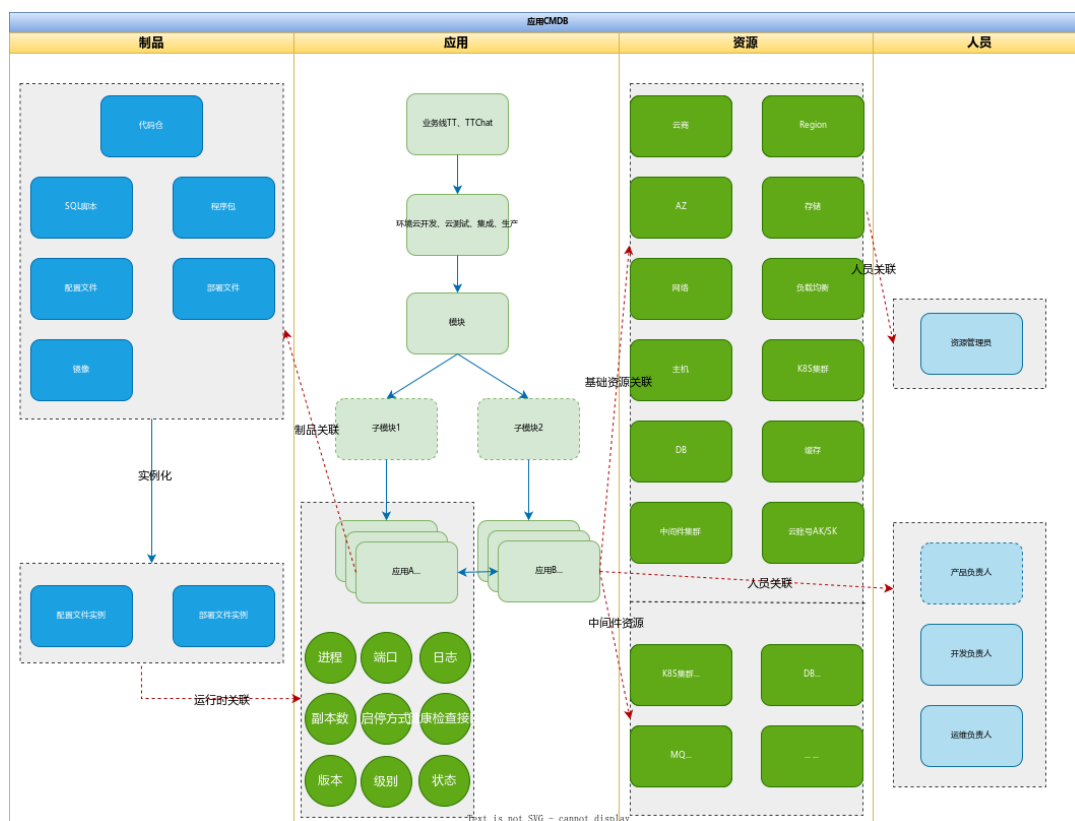 应用CMDB
制品
应用
资源
人员
代码仓
SQL脚本
程序包
配置文件
部署文件
镜像
实例化
配置文件实例
部署文件实例
运行时关联
业务线TT、TTChat
环境云开发、云测试、集成、生产
模块
子模块1
子模块2
制品关联
应用A...
应用B...
进程
端口
日志
副本数
启停方式
康检直接
版本
级别
状态
基础资源关联
中间件资源
云商
Region
AZ
存储
网络
负载均衡
主机
K8S集群
DB
缓存
中间件集群
云账号AK/SK
K8S集群...
DB...
MQ...
... ...
人员关联
资源管理员
人员关联
产品负责人
开发负责人
运维负责人
Text is not SVG - cannot display